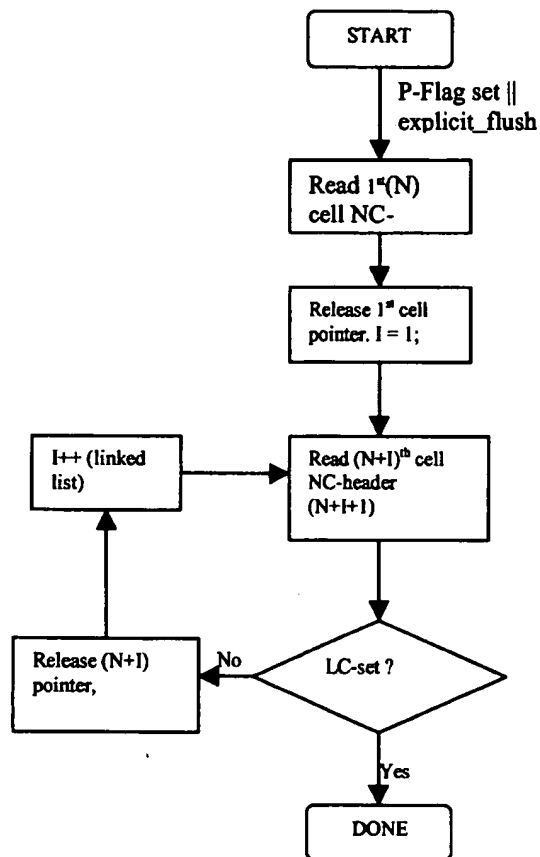 START
P-Flag set ||
explicit_flush
Read 1st(N)
cell NC-
Release 1st cell
pointer. I = 1;
I++ (linked
list)
Read (N+I)th cell
NC-header
(N+I+1)
Release (N+I)
pointer,
No
LC-set ?
Yes
DONE